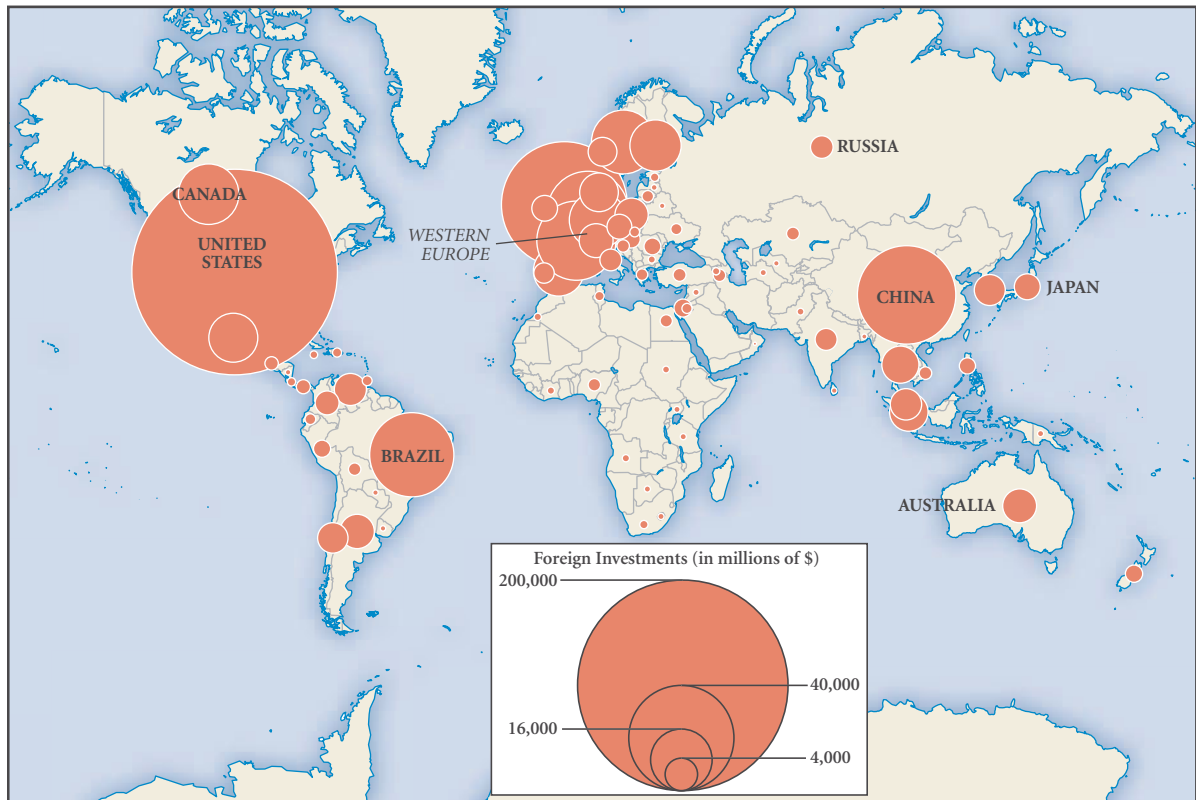 RUSSIA
CANADA
UNITED
STATES
WESTERN
EUROPE
CHINA
JAPAN
BRAZIL
AUSTRALIA
Foreign Investments (in millions of $)
200,000
40,000
16,000
4,000